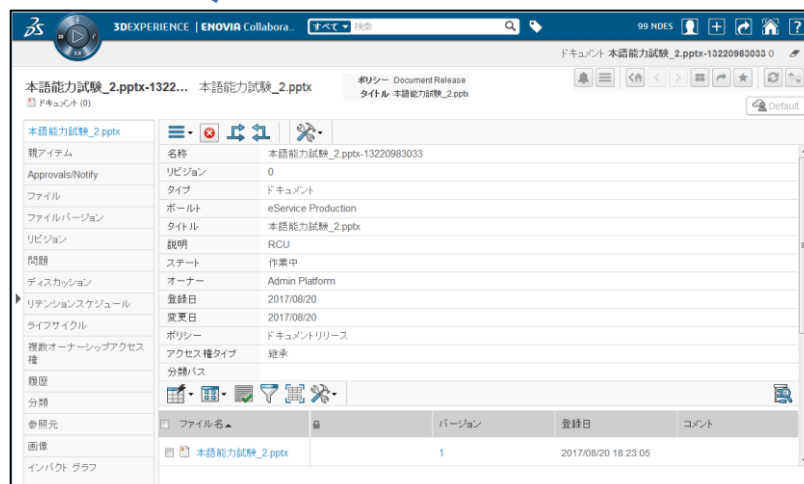 3DEXPERIENCE | ENOVIA Collabora.. すべて 検索 99 NDES
ドキュメント 本語能力試験_2.pptx-13220983033 0
本語能力試験_2.pptx-1322... 本語能力試験_2.pptx
ポリシー Document Release
タイトル 本語能力試験_2.pptx
ドキュメント (0)
Default
本語能力試験_2.pptx
親アイテム
Approvals/Notify
ファイル
ファイルバージョン
リビジョン
問題
ディスカッション
リテンションスケジュール
ライフサイクル
複数オーナーシップアクセス
権
履歴
分類
参照元
画像
インパクト グラフ
名称 本語能力試験_2.pptx-13220983033
リビジョン 0
タイプ ドキュメント
ボールト eService Production
タイトル 本語能力試験_2.pptx
説明 RCU
ステート 作業中
オーナー Admin Platform
登録日 2017/08/20
変更日 2017/08/20
ポリシー ドキュメントリリース
アクセス権タイプ 継承
分類パス
ファイル名 バージョン 登録日 コメント
本語能力試験_2.pptx 1 2017/08/20 18:23:05